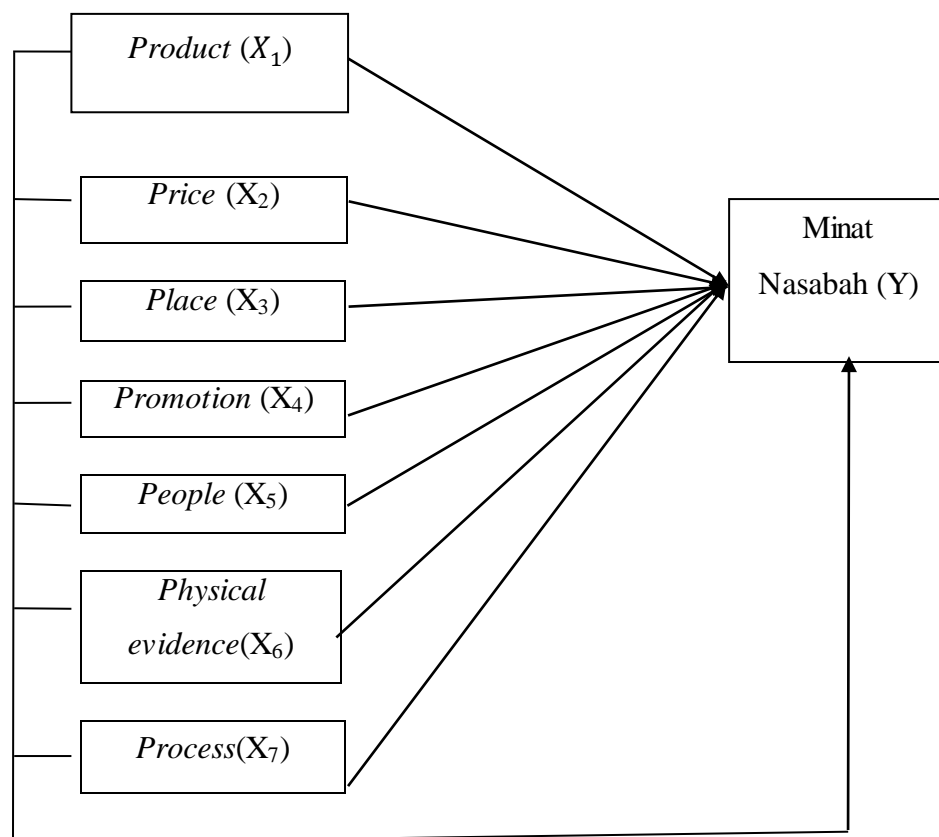 Product (X₁)
Price (X₂)
Place (X₃)
Promotion (X₄)
People (X₅)
Physical
evidence(X₆)
Process(X₇)
Minat
Nasabah (Y)